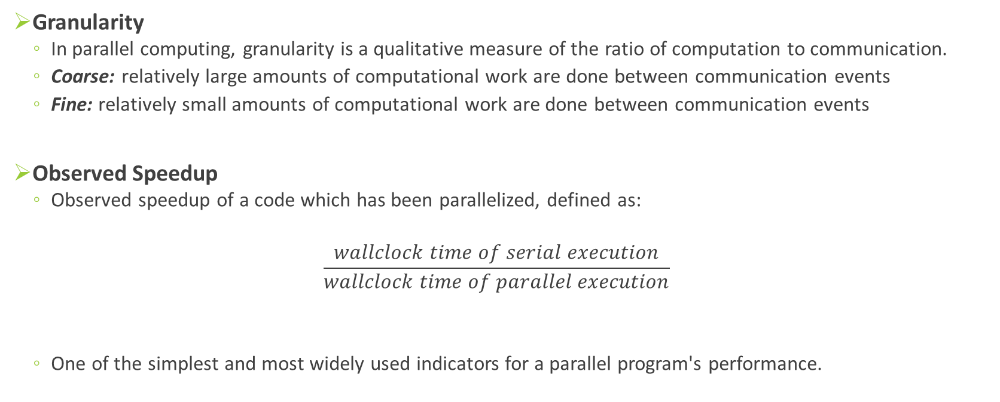 ➢Granularity
◦ In parallel computing, granularity is a qualitative measure of the ratio of computation to communication.
◦ Coarse: relatively large amounts of computational work are done between communication events
◦ Fine: relatively small amounts of computational work are done between communication events
➢Observed Speedup
◦ Observed speedup of a code which has been parallelized, defined as:
wallclock time of serial execution
wallclock time of parallel execution
◦ One of the simplest and most widely used indicators for a parallel program's performance.